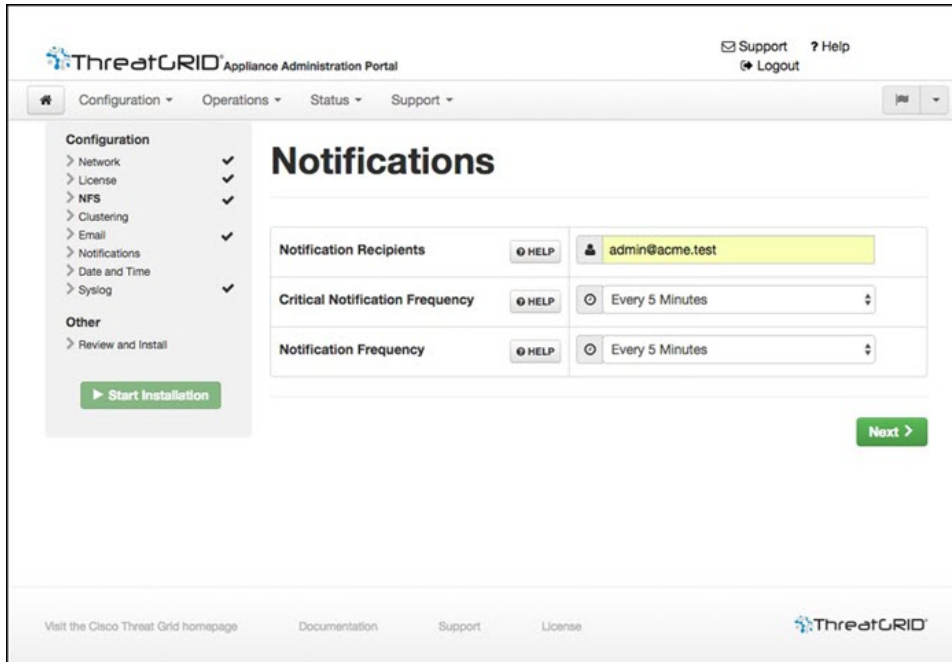 Support ? Help
ThreatGRID Appliance Administration Portal
Logout
Configuration Operations Status Support
Configuration
Network
License
NFS
Clustering
Email
Notifications
Date and Time
Syslog
Other
Review and Install
Start Installation
Notifications
Notification Recipients HELP admin@acme.test
Critical Notification Frequency HELP Every 5 Minutes
Notification Frequency HELP Every 5 Minutes
Next
Visit the Cisco Threat Grid homepage Documentation Support License ThreatGRID